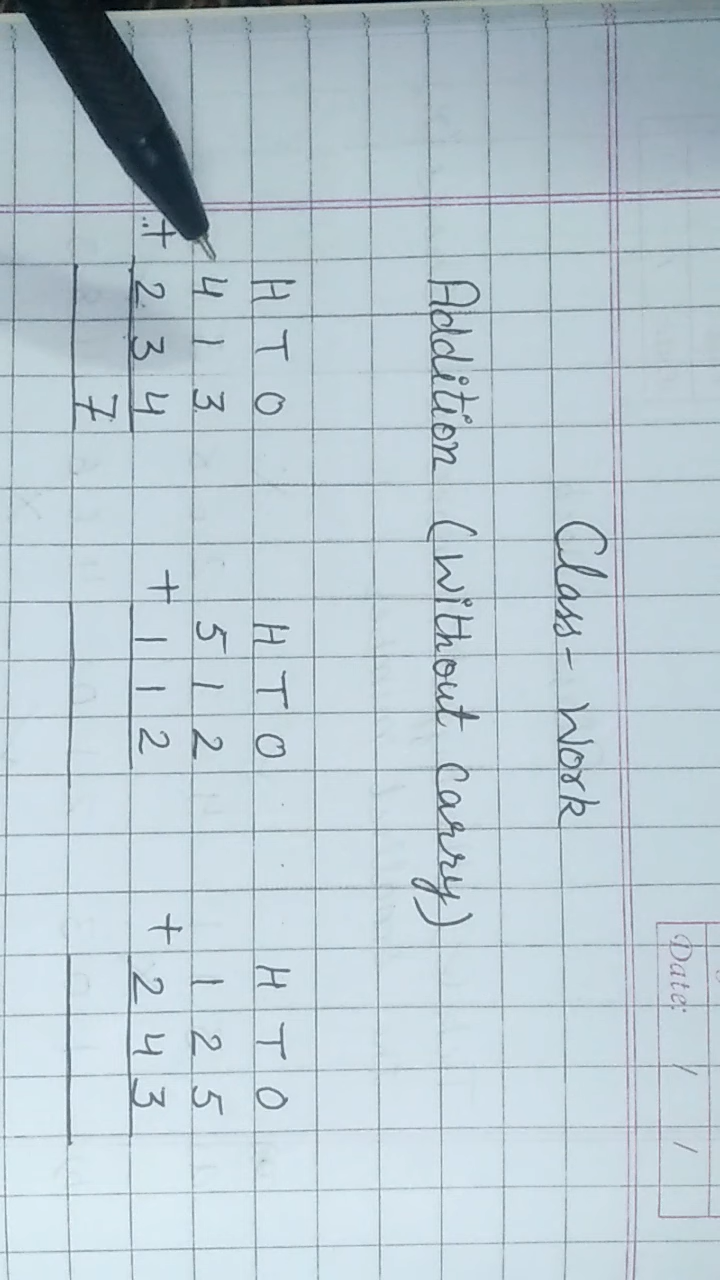 Date: / /
Class-Work
Addition (Without Carry)
H T O H T O H T O
4 1 3 5 1 2 1 2 5
+ 2 3 4 + 1 1 2 + 2 4 3
7